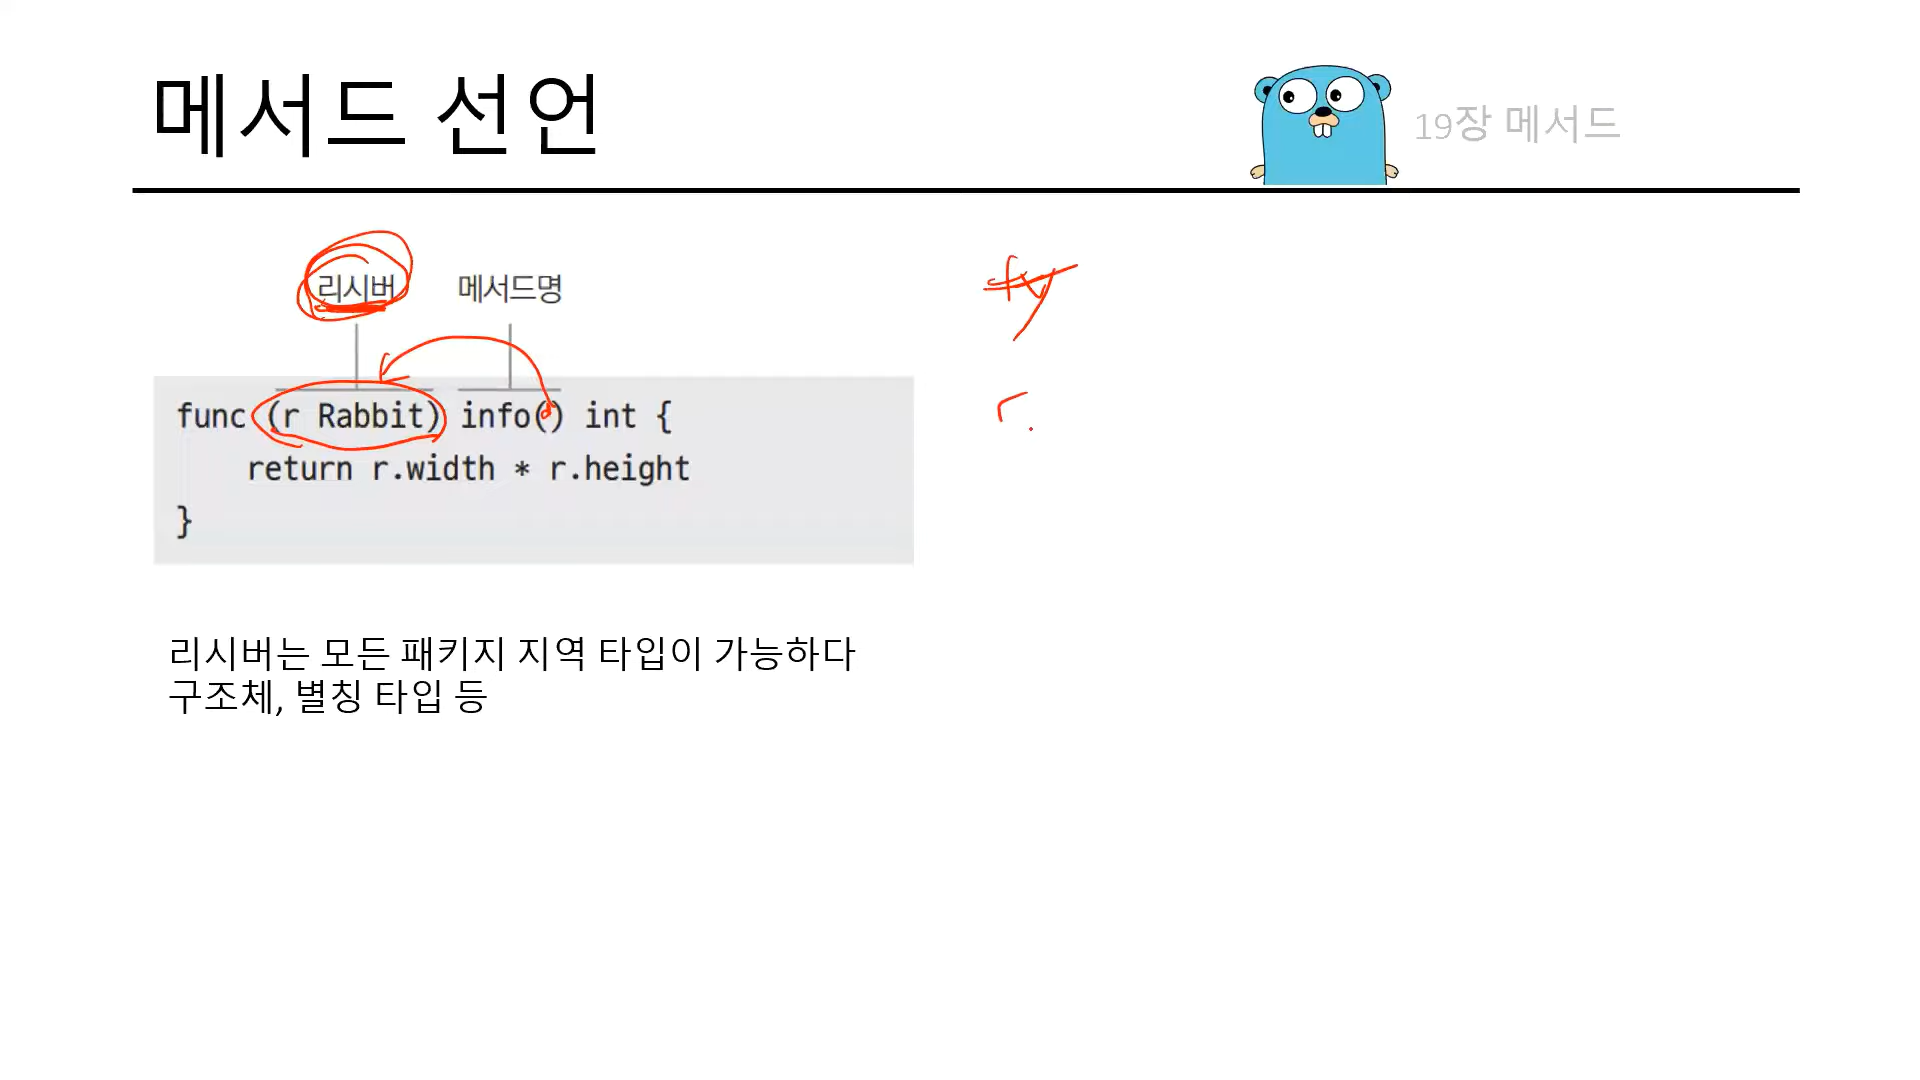 메서드 선언
19장 메서드
리시버 메서드명
func (r Rabbit) info() int {
return r.width * r.height
}
리시버는 모든 패키지 지역 타입이 가능하다
구조체, 별칭 타입 등
r.